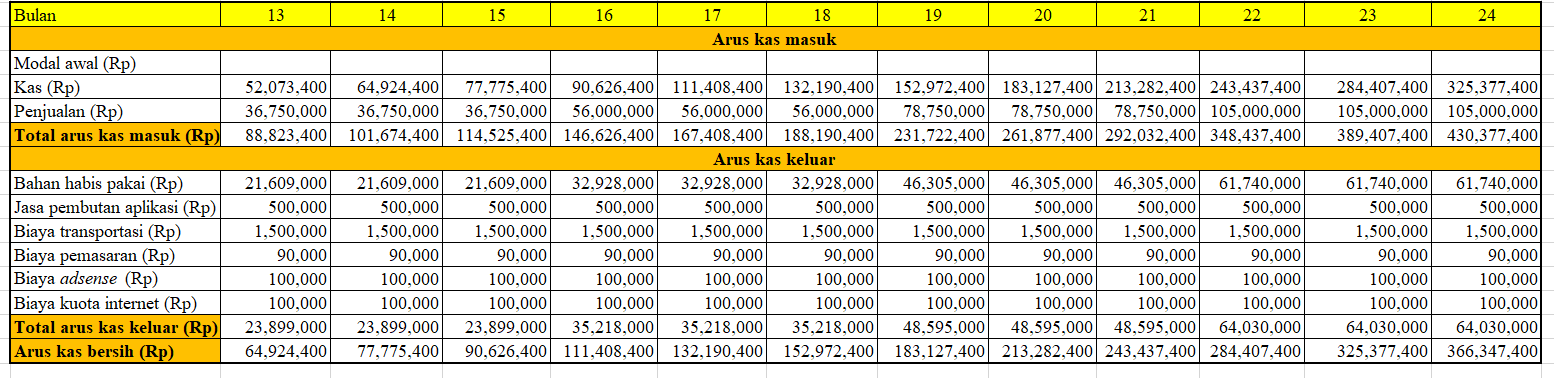 Bulan 13 14 15 16 17 18 19 20 21 22 23 24
Arus kas masuk
Modal awal (Rp)
Kas (Rp) 52,073,400 64,924,400 77,775,400 90,626,400 111,408,400 132,190,400 152,972,400 183,127,400 213,282,400 243,437,400 284,407,400 325,377,400
Penjualan (Rp) 36,750,000 36,750,000 36,750,000 56,000,000 56,000,000 56,000,000 78,750,000 78,750,000 78,750,000 105,000,000 105,000,000 105,000,000
Total arus kas masuk (Rp) 88,823,400 101,674,400 114,525,400 146,626,400 167,408,400 188,190,400 231,722,400 261,877,400 292,032,400 348,437,400 389,407,400 430,377,400
Arus kas keluar
Bahan habis pakai (Rp) 21,609,000 21,609,000 21,609,000 32,928,000 32,928,000 32,928,000 46,305,000 46,305,000 46,305,000 61,740,000 61,740,000 61,740,000
Jasa pembutan aplikasi (Rp) 500,000 500,000 500,000 500,000 500,000 500,000 500,000 500,000 500,000 500,000 500,000 500,000
Biaya transportasi (Rp) 1,500,000 1,500,000 1,500,000 1,500,000 1,500,000 1,500,000 1,500,000 1,500,000 1,500,000 1,500,000 1,500,000 1,500,000
Biaya pemasaran (Rp) 90,000 90,000 90,000 90,000 90,000 90,000 90,000 90,000 90,000 90,000 90,000 90,000
Biaya adsense (Rp) 100,000 100,000 100,000 100,000 100,000 100,000 100,000 100,000 100,000 100,000 100,000 100,000
Biaya kuota internet (Rp) 100,000 100,000 100,000 100,000 100,000 100,000 100,000 100,000 100,000 100,000 100,000 100,000
Total arus kas keluar (Rp) 23,899,000 23,899,000 23,899,000 35,218,000 35,218,000 35,218,000 48,595,000 48,595,000 48,595,000 64,030,000 64,030,000 64,030,000
Arus kas bersih (Rp) 64,924,400 77,775,400 90,626,400 111,408,400 132,190,400 152,972,400 183,127,400 213,282,400 243,437,400 284,407,400 325,377,400 366,347,400